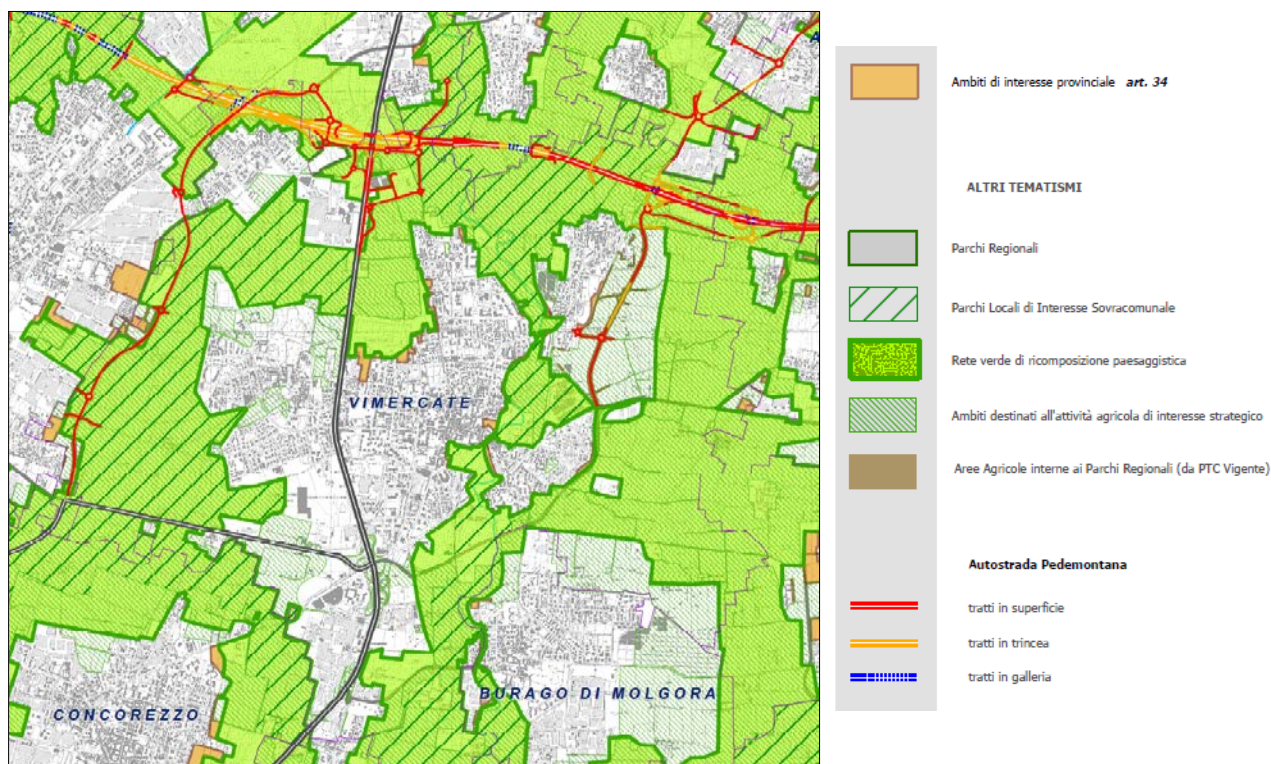 VIMERCATE
BURAGO DI MOLGORA
CONCOREZZO
Ambiti di interesse provinciale art. 34
ALTRI TEMATISMI
Parchi Regionali
Parchi Locali di Interesse Sovracomunale
Rete verde di ricomposizione paesaggistica
Ambiti destinati all'attività agricola di interesse strategico
Aree Agricole interne ai Parchi Regionali (da PTC Vigente)
Autostrada Pedemontana
tratti in superficie
tratti in trincea
tratti in galleria